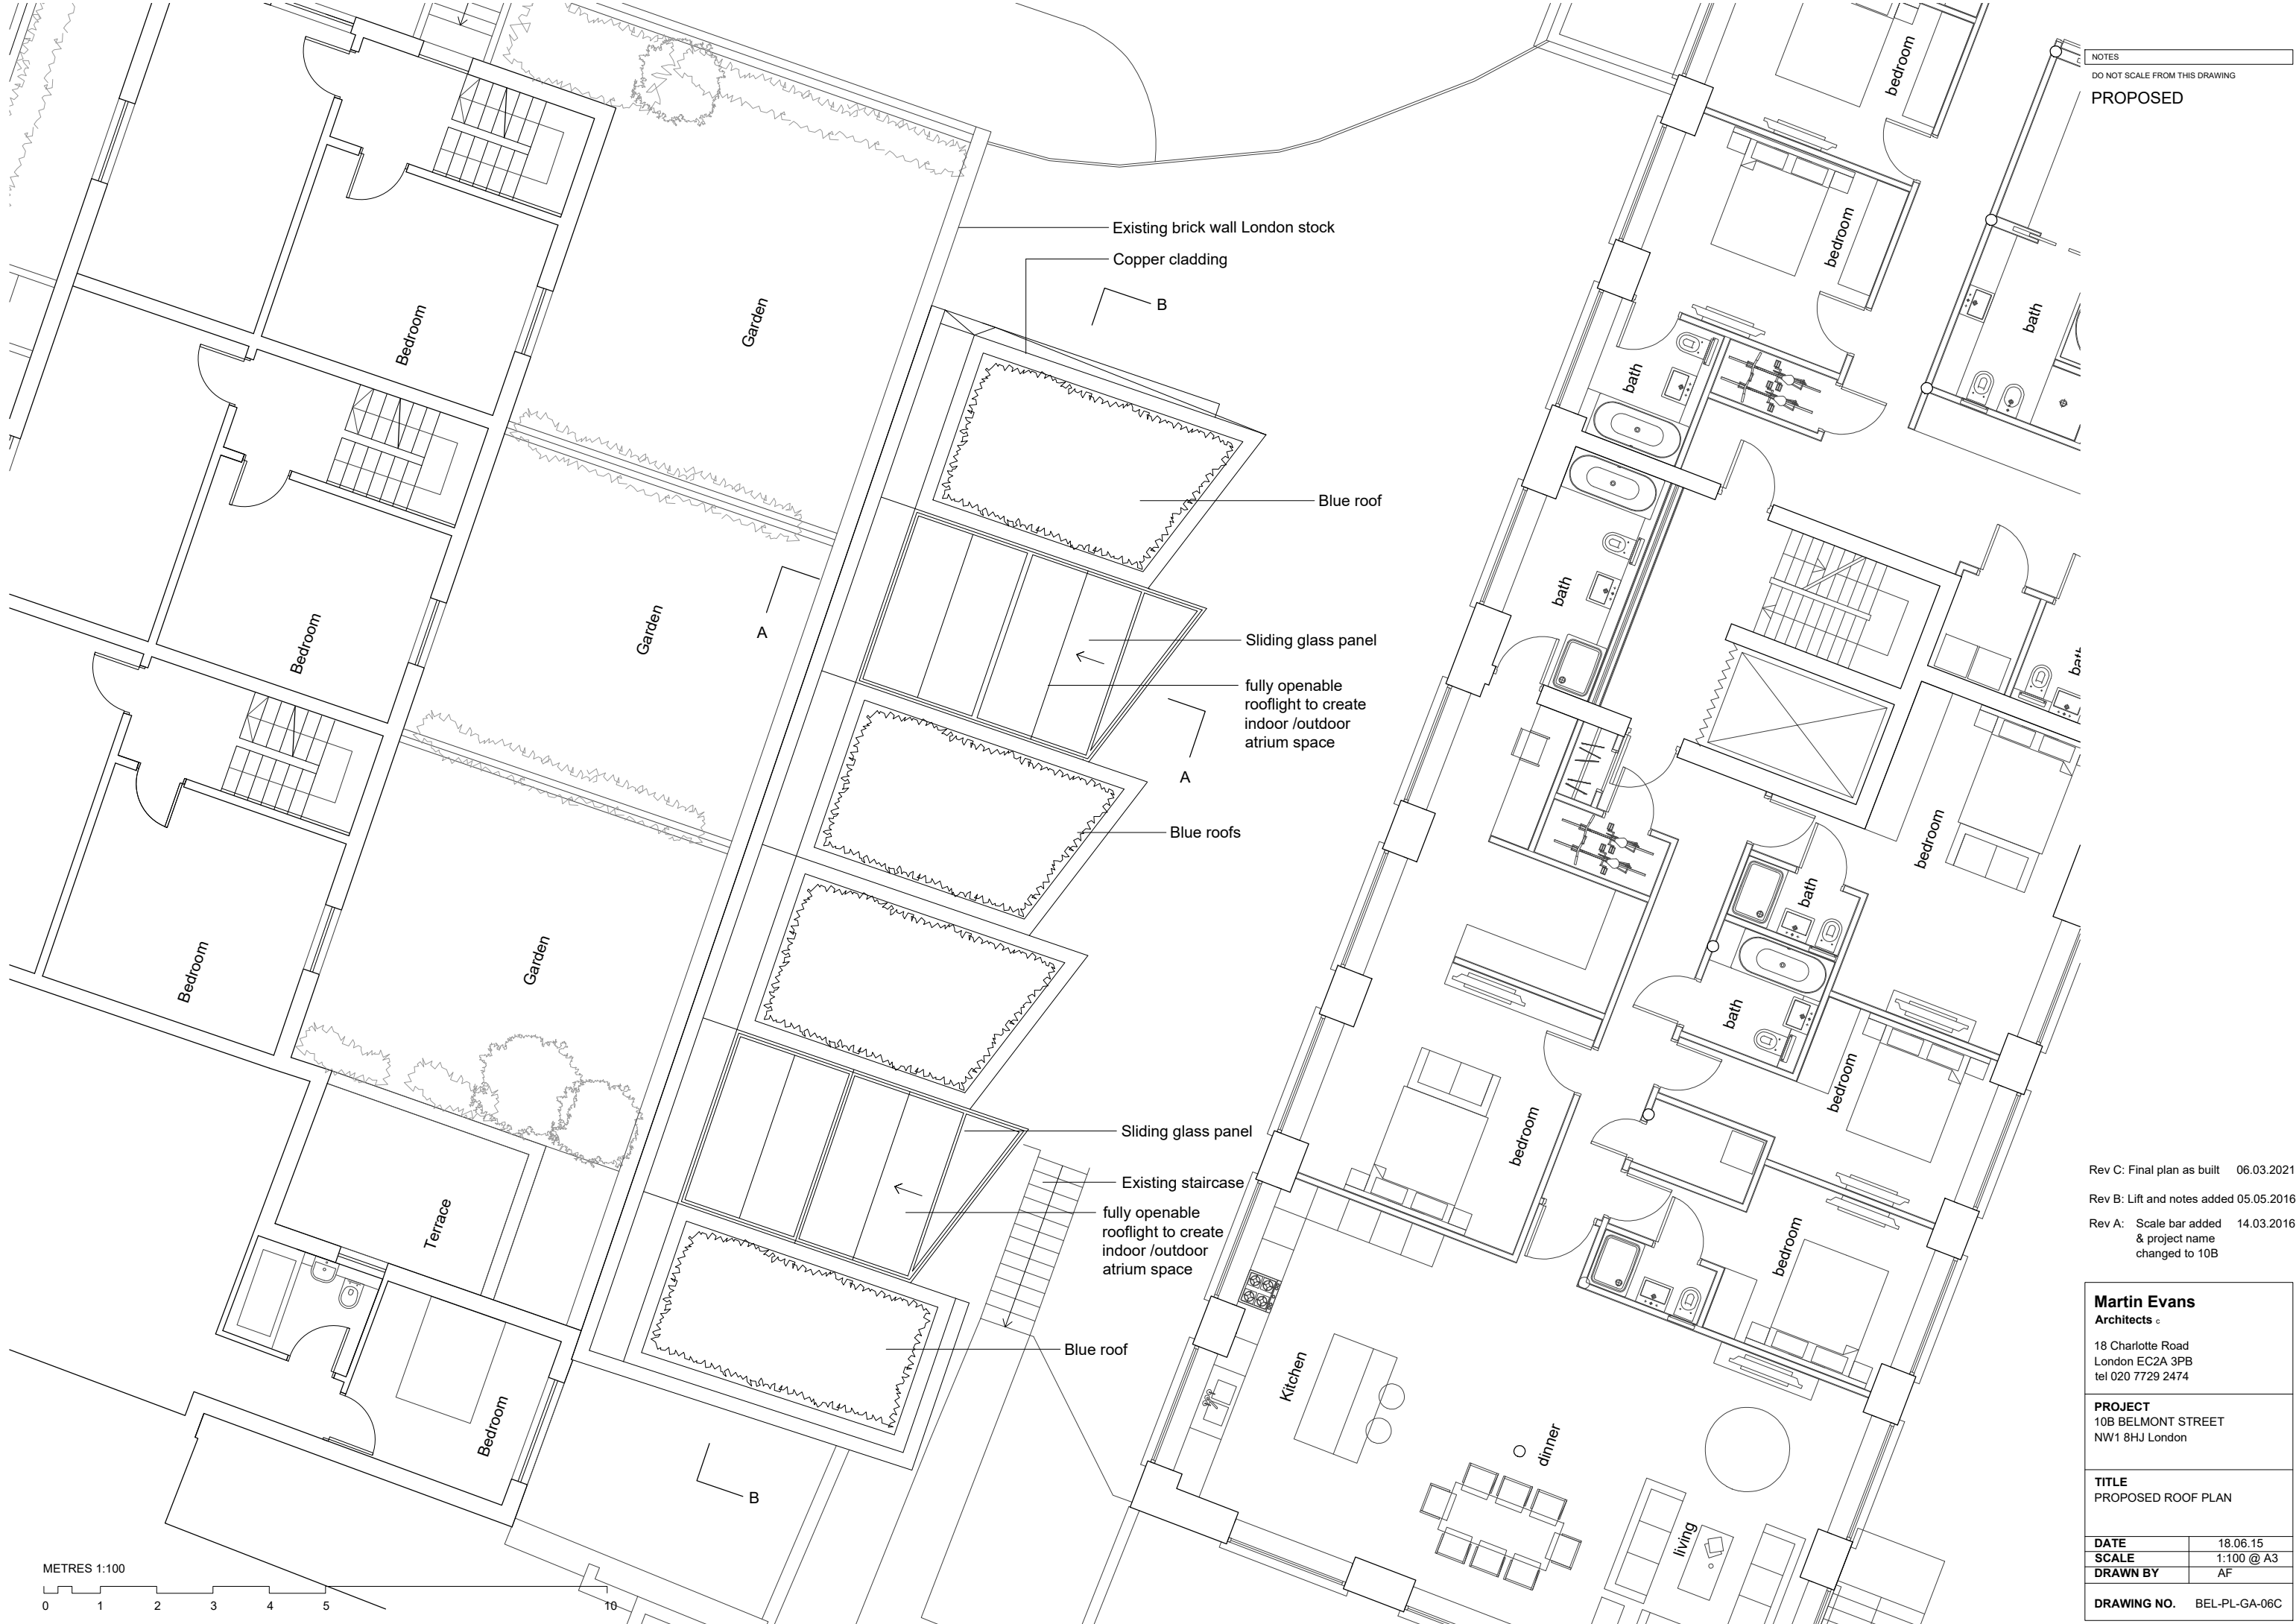 NOTES
DO NOT SCALE FROM THIS DRAWING
PROPOSED
bedroom
Existing brick wall London stock
Copper cladding
B
bedroom
Garden
Bedroom
bath
bath
Blue roof
bath
A
Garden
Bedroom
Sliding glass panel
fully openable
rooflight to create
indoor /outdoor
atrium space
bath
A
Blue roofs
bedroom
bath
Garden
Bedroom
bath
bedroom
Sliding glass panel
bedroom
Existing staircase
fully openable
rooflight to create
indoor /outdoor
atrium space
Terrace
bedroom
Blue roof
Kitchen
Bedroom
dinner
B
living
METRES 1:100
0 1 2 3 4 5 10
Rev C: Final plan as built 06.03.2021
Rev B: Lift and notes added 05.05.2016
Rev A: Scale bar added 14.03.2016
& project name
changed to 10B
Martin Evans
Architects c
18 Charlotte Road
London EC2A 3PB
tel 020 7729 2474
PROJECT
10B BELMONT STREET
NW1 8HJ London
TITLE
PROPOSED ROOF PLAN
DATE 18.06.15
SCALE 1:100 @ A3
DRAWN BY AF
DRAWING NO. BEL-PL-GA-06C